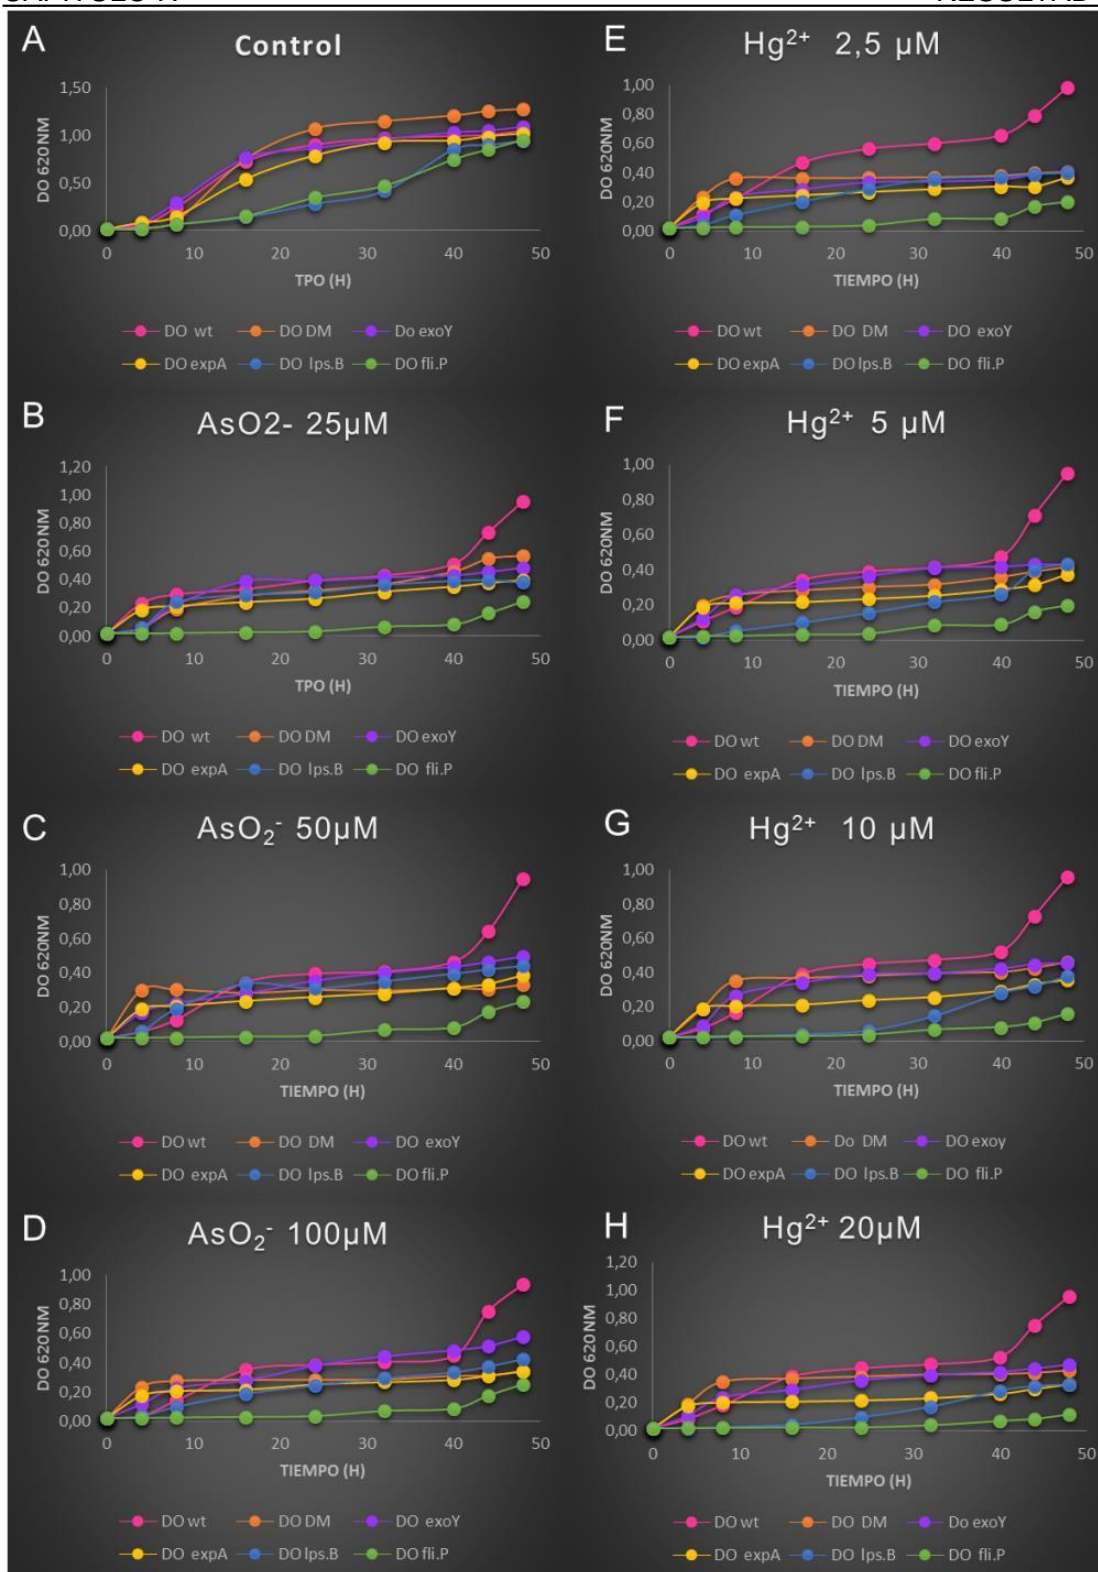 A
Control
1,50
1,00
0,50
0,00
DO 620NM
0 10 20 30 40 50
TPO (H)
DO wt DO DM Do exoY
DO expA DO lps.B DO fli.P
B
AsO2- 25µM
1,20
1,00
0,80
0,60
0,40
0,20
0,00
DO 620NM
0 10 20 30 40 50
TPO (H)
DO wt DO DM DO exoY
DO expA DO lps.B DO fli.P
C
AsO₂⁻ 50µM
1,00
0,80
0,60
0,40
0,20
0,00
DO 620NM
0 10 20 30 40 50
TIEMPO (H)
DO wt DO DM DO exoY
DO expA DO lps.B DO fli.P
D
AsO₂⁻ 100µM
1,00
0,80
0,60
0,40
0,20
0,00
DO 620NM
0 10 20 30 40 50
TIEMPO (H)
DO wt DO DM DO exoY
DO expA DO lps.B DO fli.P
E
Hg²⁺ 2,5 µM
1,00
0,80
0,60
0,40
0,20
0,00
DO 620NM
0 10 20 30 40 50
TIEMPO (H)
DO wt DO DM DO exoY
DO expA DO lps.B DO fli.P
F
Hg²⁺ 5 µM
1,00
0,80
0,60
0,40
0,20
0,00
DO 620NM
0 10 20 30 40 50
TIEMPO (H)
DO wt DO DM DO exoY
DO expA DO lps.B DO fli.P
G
Hg²⁺ 10 µM
1,00
0,80
0,60
0,40
0,20
0,00
DO 620NM
0 10 20 30 40 50
TIEMPO (H)
DO wt Do DM DO exoy
DO expA DO lps.B DO fli.P
H
Hg²⁺ 20µM
1,20
1,00
0,80
0,60
0,40
0,20
0,00
DO 620NM
0 10 20 30 40 50
TIEMPO (H)
DO wt DO DM Do exoY
DO expA DO lps.B DO fli.P